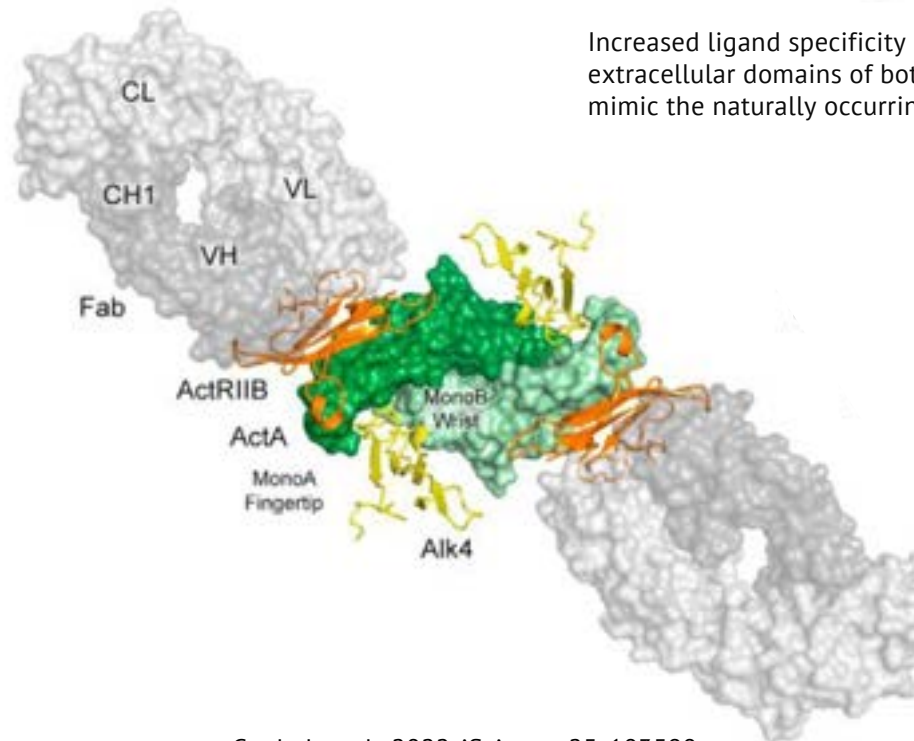 Increased ligand specificity
extracellular domains of bot
mimic the naturally occurrin
CL
CH1
VL
VH
Fab
ActRIIB
ActA
MonoB
Wrist
MonoA
Fingertip
Alk4